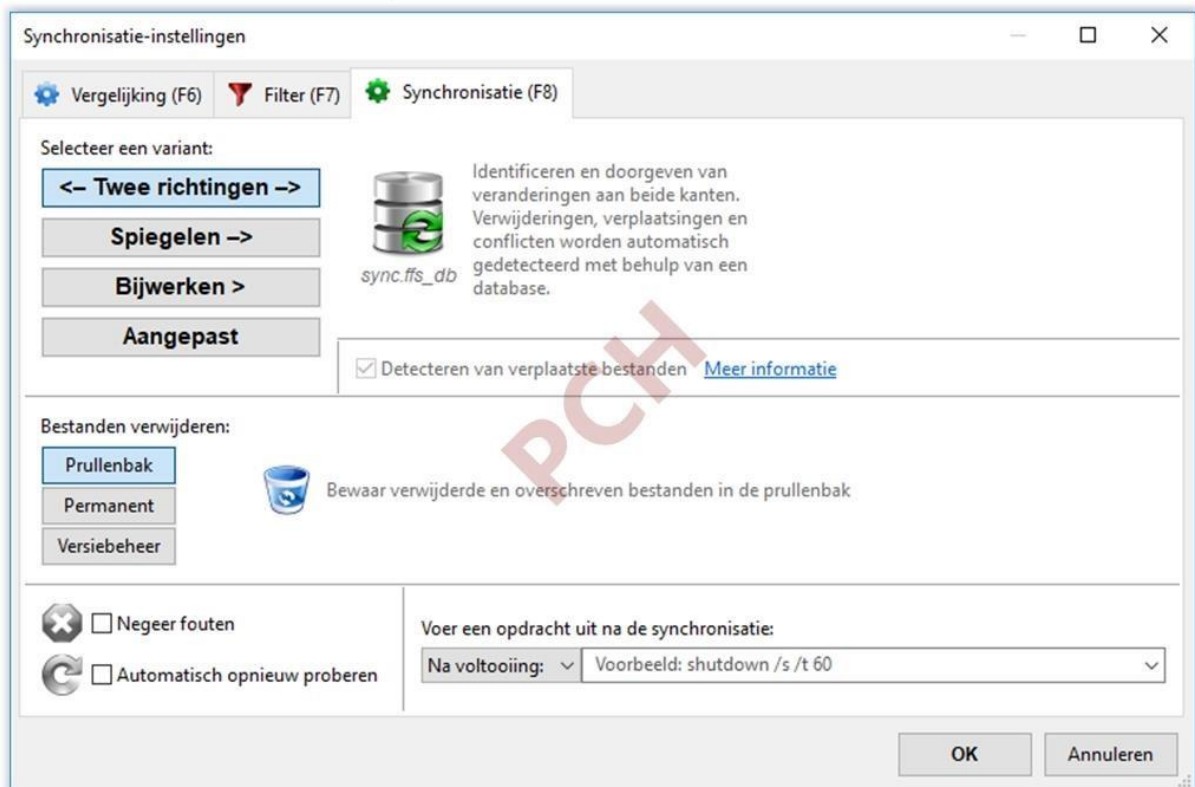 Synchronisatie-instellingen
Vergelijking (F6)
Filter (F7)
Synchronisatie (F8)
Selecteer een variant:
<– Twee richtingen –>
Spiegelen –>
Bijwerken >
Aangepast
sync.ffs_db
Identificeren en doorgeven van
veranderingen aan beide kanten.
Verwijderingen, verplaatsingen en
conflicten worden automatisch
gedetecteerd met behulp van een
database.
Detecteren van verplaatste bestanden Meer informatie
PCH
Bestanden verwijderen:
Prullenbak
Permanent
Versiebeheer
Bewaar verwijderde en overschreven bestanden in de prullenbak
Negeer fouten
Automatisch opnieuw proberen
Voer een opdracht uit na de synchronisatie:
Na voltooiing: Voorbeeld: shutdown /s /t 60
OK
Annuleren